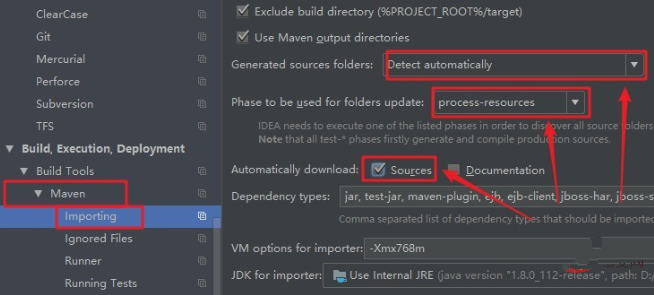 ClearCase
Git
Mercurial
Perforce
Subversion
TFS
Build, Execution, Deployment
Build Tools
Maven
Importing
Ignored Files
Runner
Running Tests
Exclude build directory (%PROJECT_ROOT%/target)
Use Maven output directories
Generated sources folders: Detect automatically
Phase to be used for folders update: process-resources
IDEA needs to execute one of the listed phases in order to discover all source folders
Note that all test-* phases firstly generate and compile production sources.
Automatically download: Sources Documentation
Dependency types: jar, test-jar, maven-plugin, ejb, ejb-client, jboss-har, jboss-s
Comma separated list of dependency types that should be imported
VM options for importer: -Xmx768m
JDK for importer: Use Internal JRE (java version "1.8.0_112-release", path: D:/